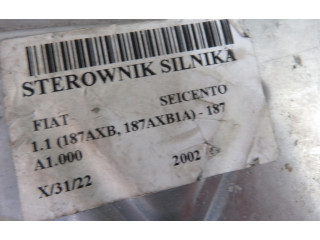 STEROWNIK SILNIKA
FIAT SEICENTO
1.1 (187AXB, 187AXB1A) - 187
A1.000 2002
X/31/22